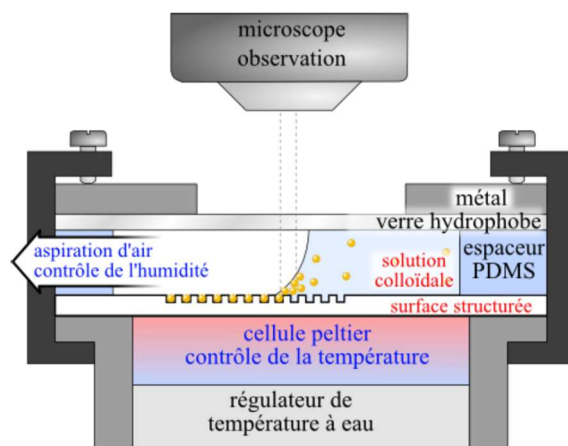 microscope
observation
métal
verre hydrophobe
aspiration d'air
contrôle de l'humidité
solution
colloïdale
espaceur
PDMS
surface structurée
cellule peltier
contrôle de la température
régulateur de
température à eau